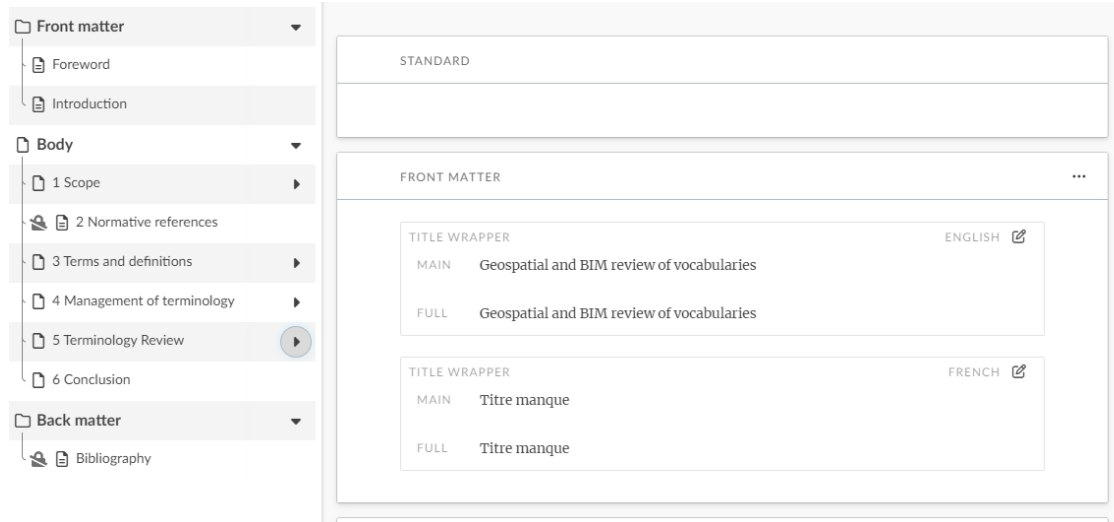 Front matter
Foreword
Introduction
Body
1 Scope
2 Normative references
3 Terms and definitions
4 Management of terminology
5 Terminology Review
6 Conclusion
Back matter
Bibliography
STANDARD
FRONT MATTER
TITLE WRAPPER ENGLISH
MAIN Geospatial and BIM review of vocabularies
FULL Geospatial and BIM review of vocabularies
TITLE WRAPPER FRENCH
MAIN Titre manque
FULL Titre manque